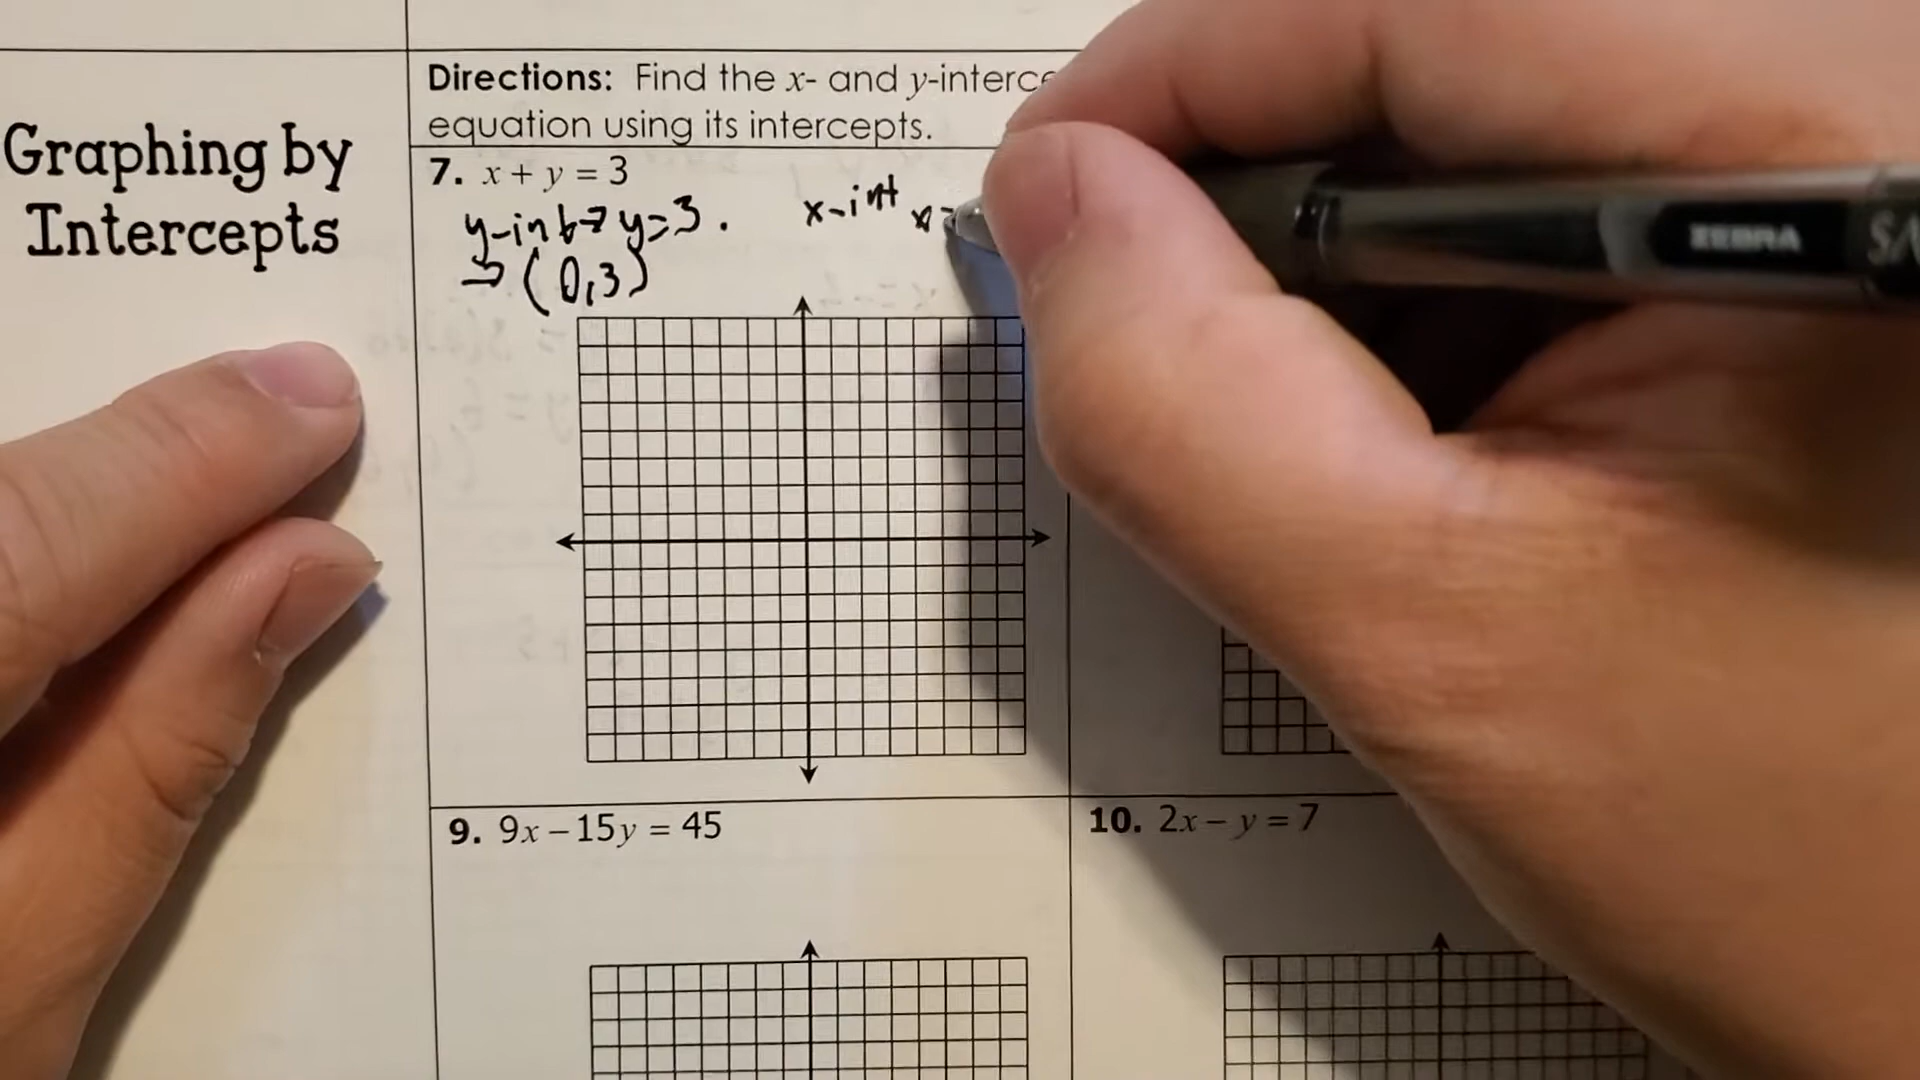 Graphing by
Intercepts
Directions: Find the x- and y-interce
equation using its intercepts.
7. x + y = 3
y-int → y = 3.
⇒ (0,3)
x-int x=
9. 9x – 15y = 45
10. 2x – y = 7
ZEBRA
SA